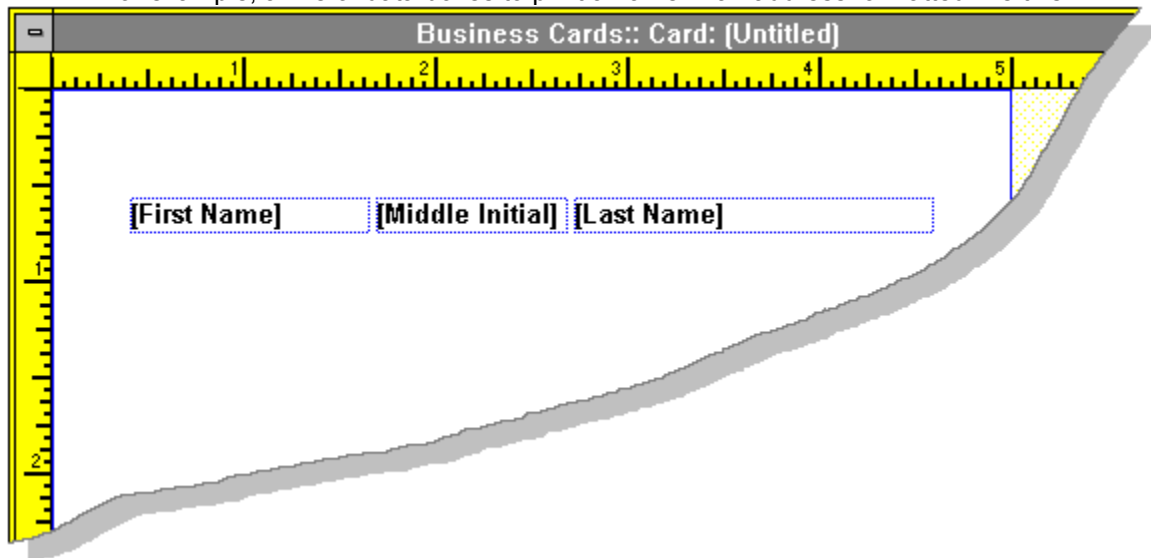 Business Cards:: Card: (Untitled)
1 2 3 4 5
[First Name] [Middle Initial] [Last Name]
1
2